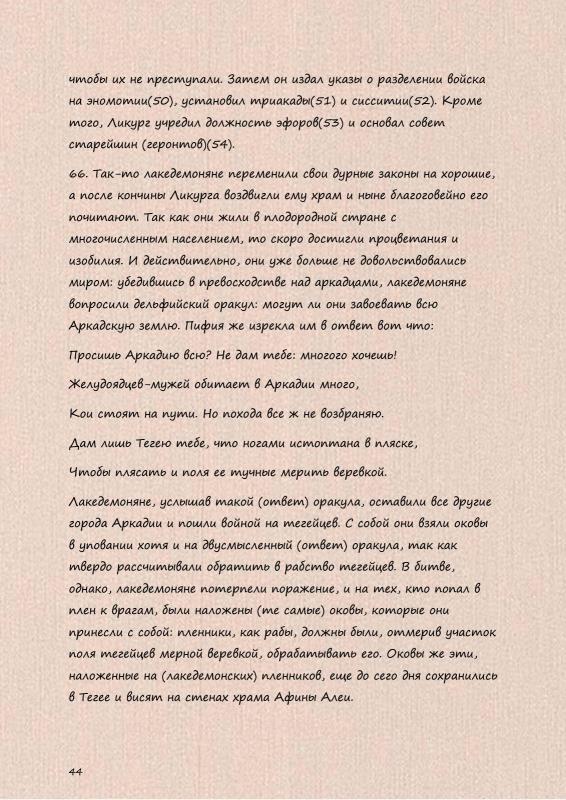 чтобы их не преступали. Затем он издал указы о разделении войска
на эномотии(50), установил триакады(51) и сисситии(52). Кроме
того, Ликург учредил должность эфоров(53) и основал совет
старейшин (геронтов)(54).
66. Так-то лакедемоняне переменили свои дурные законы на хорошие,
а после кончины Ликурга воздвигли ему храм и ныне благоговейно его
почитают. Так как они жили в плодородной стране с
многочисленным населением, то скоро достигли процветания и
изобилия. И действительно, они уже больше не довольствовались
миром: убедившись в превосходстве над аркадцами, лакедемоняне
вопросили дельфийский оракул: могут ли они завоевать всю
Аркадскую землю. Пифия же изрекла им в ответ вот что:
Просишь Аркадию всю? Не дам тебе: многого хочешь!
Желудоядцев-мужей обитает в Аркадии много,
Кои стоят на пути. Но похода все ж не возбраняю.
Дам лишь Тегею тебе, что ногами истоптана в пляске,
Чтобы плясать и поля ее тучные мерить веревкой.
Лакедемоняне, услышав такой (ответ) оракула, оставили все другие
города Аркадии и пошли войной на тегейцев. С собой они взяли оковы
в уповании хотя и на двусмысленный (ответ) оракула, так как
твердо рассчитывали обратить в рабство тегейцев. В битве,
однако, лакедемоняне потерпели поражение, и на тех, кто попал в
плен к врагам, были наложены (те самые) оковы, которые они
принесли с собой: пленники, как рабы, должны были, отмерив участок
поля тегейцев мерной веревкой, обрабатывать его. Оковы же эти,
наложенные на (лакедемонских) пленников, еще до сего дня сохранились
в Тегее и висят на стенах храма Афины Алеи.
44